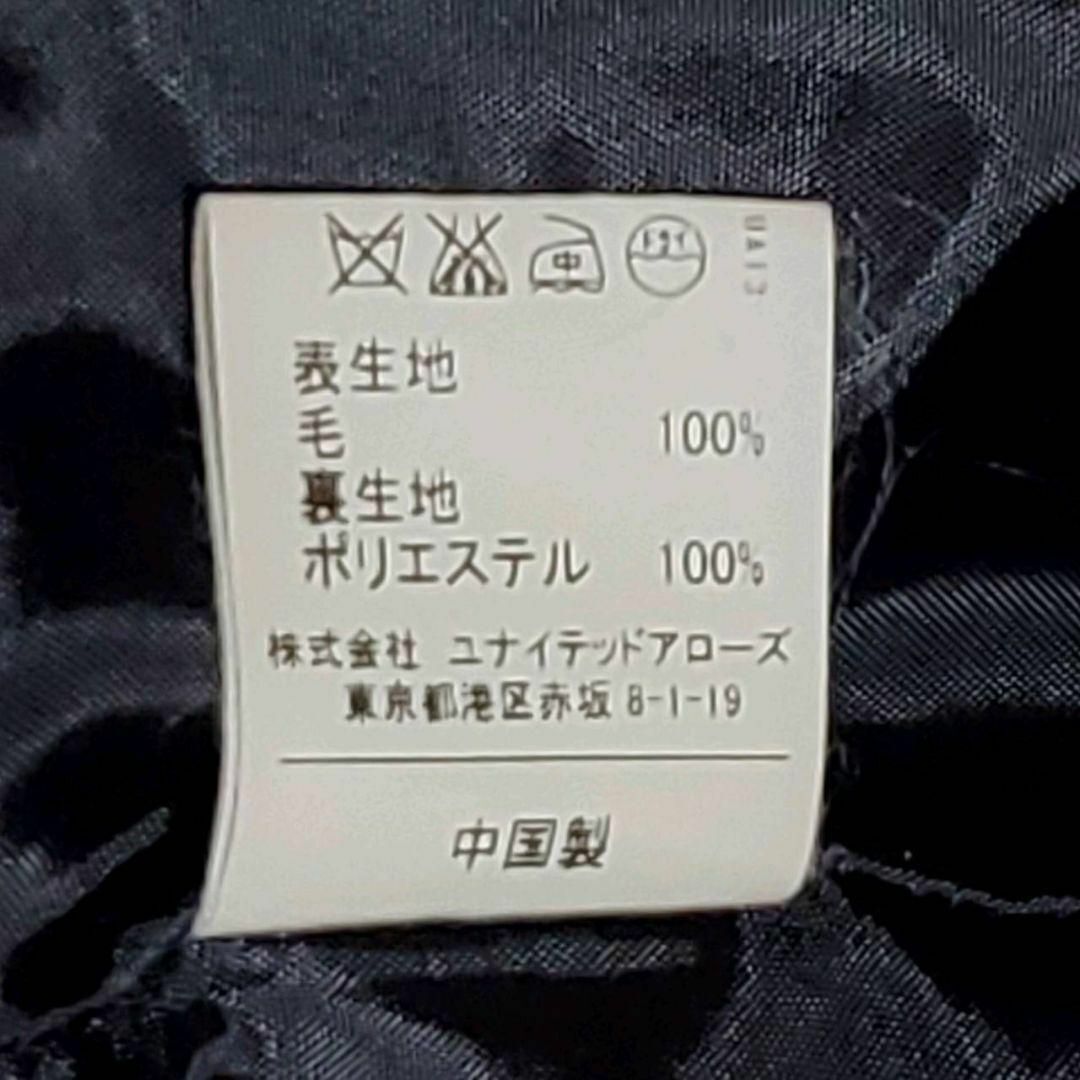 中
ドライ
UA13
表生地
毛 100%
裏生地
ポリエステル 100%
株式会社 ユナイテッドアローズ
東京都港区赤坂 8-1-19
中国製